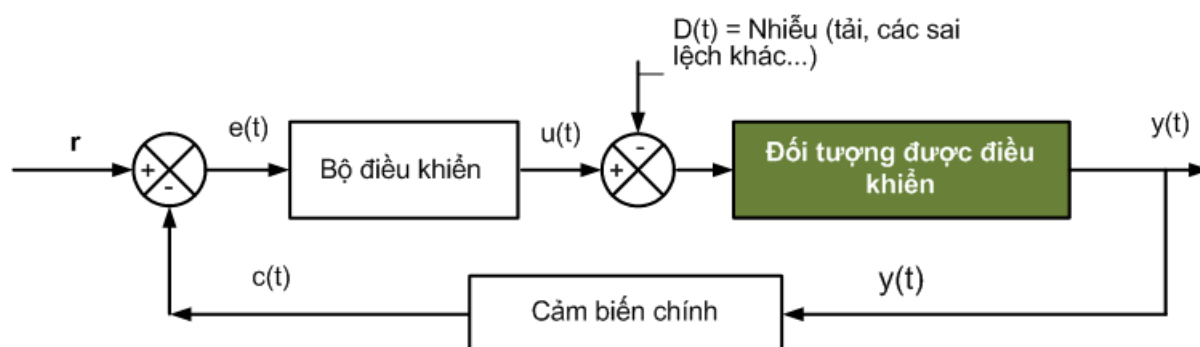 D(t) = Nhiễu (tải, các sai
lệch khác...)
r
+
-
e(t)
Bộ điều khiển
u(t)
+
-
Đối tượng được điều
khiển
y(t)
c(t)
Cảm biến chính
y(t)